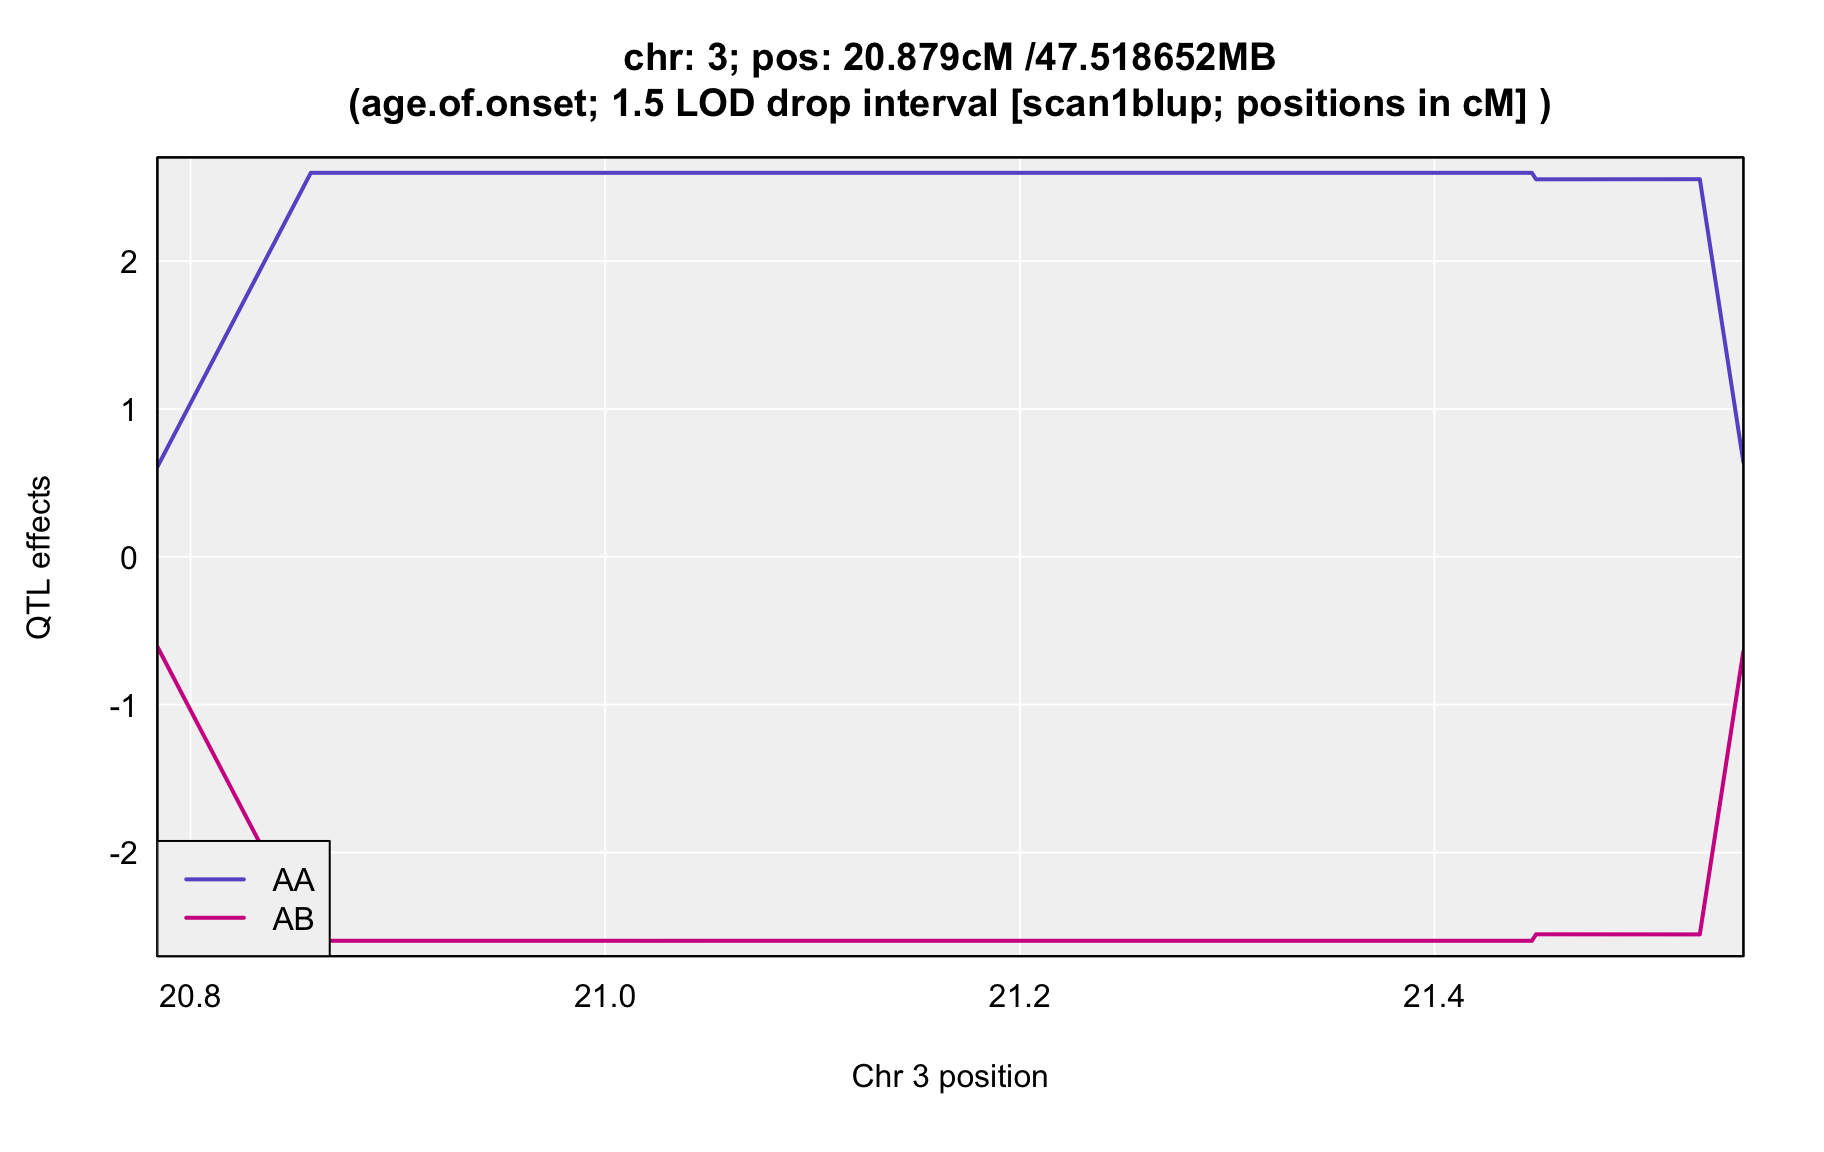 chr: 3; pos: 20.879cM /47.518652MB
(age.of.onset; 1.5 LOD drop interval [scan1blup; positions in cM] )
QTL effects
2
1
0
-1
-2
AA
AB
20.8 21.0 21.2 21.4
Chr 3 position